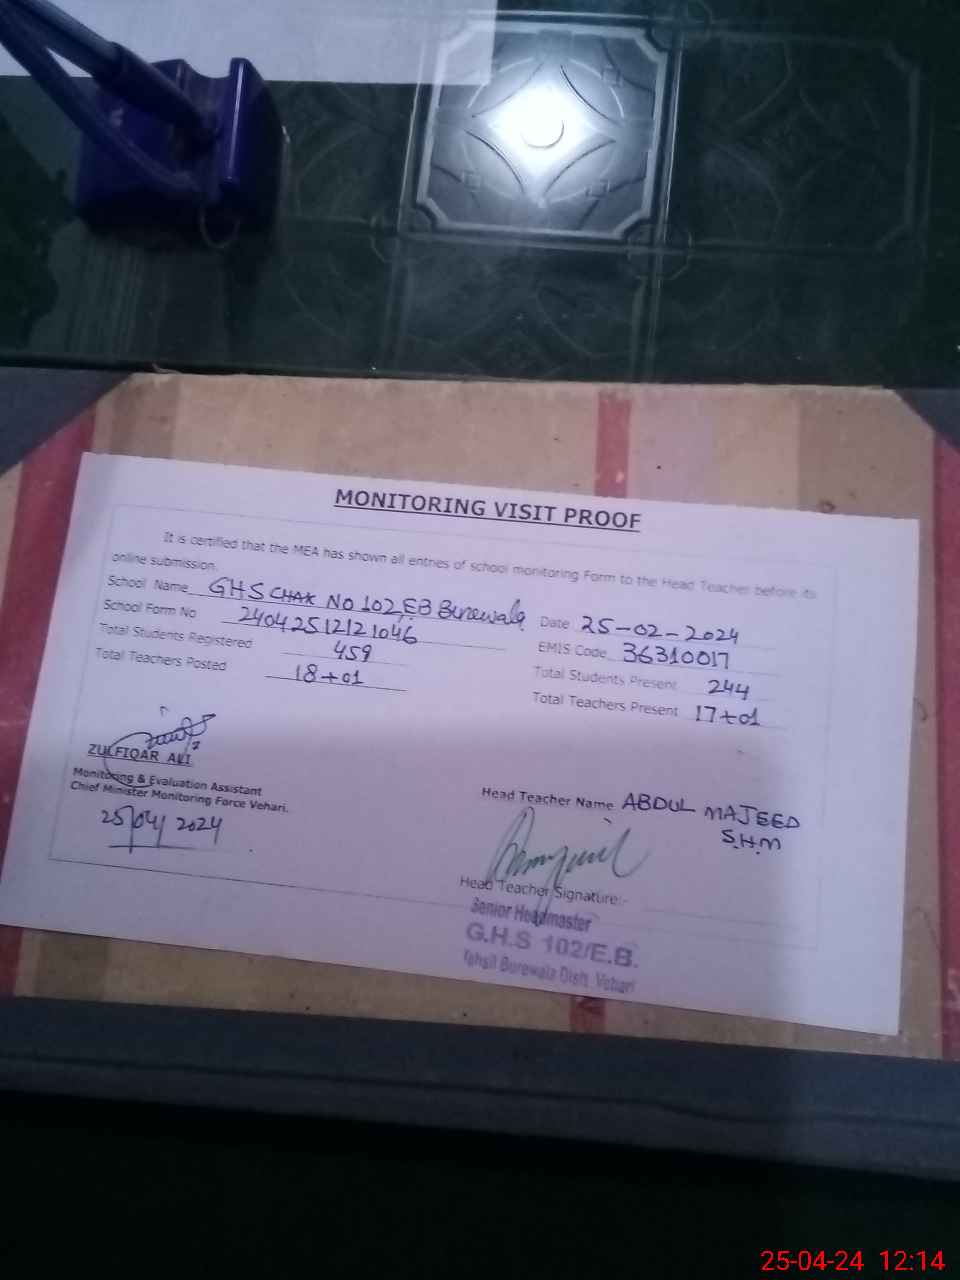 MONITORING VISIT PROOF
It is certified that the MEA has shown all entries of school monitoring Form to the Head Teacher before its
online submission.
School Name GHS CHAK NO 102, EB Burewala Date 25-02-2024
School Form No 24042512121046 EMIS Code 36310017
Total Students Registered 459 Total Students Present 244
Total Teachers Posted 18+01 Total Teachers Present 17+01
ZULFIQAR ALI
Monitoring & Evaluation Assistant
Chief Minister Monitoring Force Vehari.
25/04/2024
Head Teacher Name ABDUL MAJEED
S.H.M
Head Teacher Signature:-
Senior Headmaster
G.H.S 102/E.B.
Tehsil Burewala Distt. Vehari
25-04-24 12:14